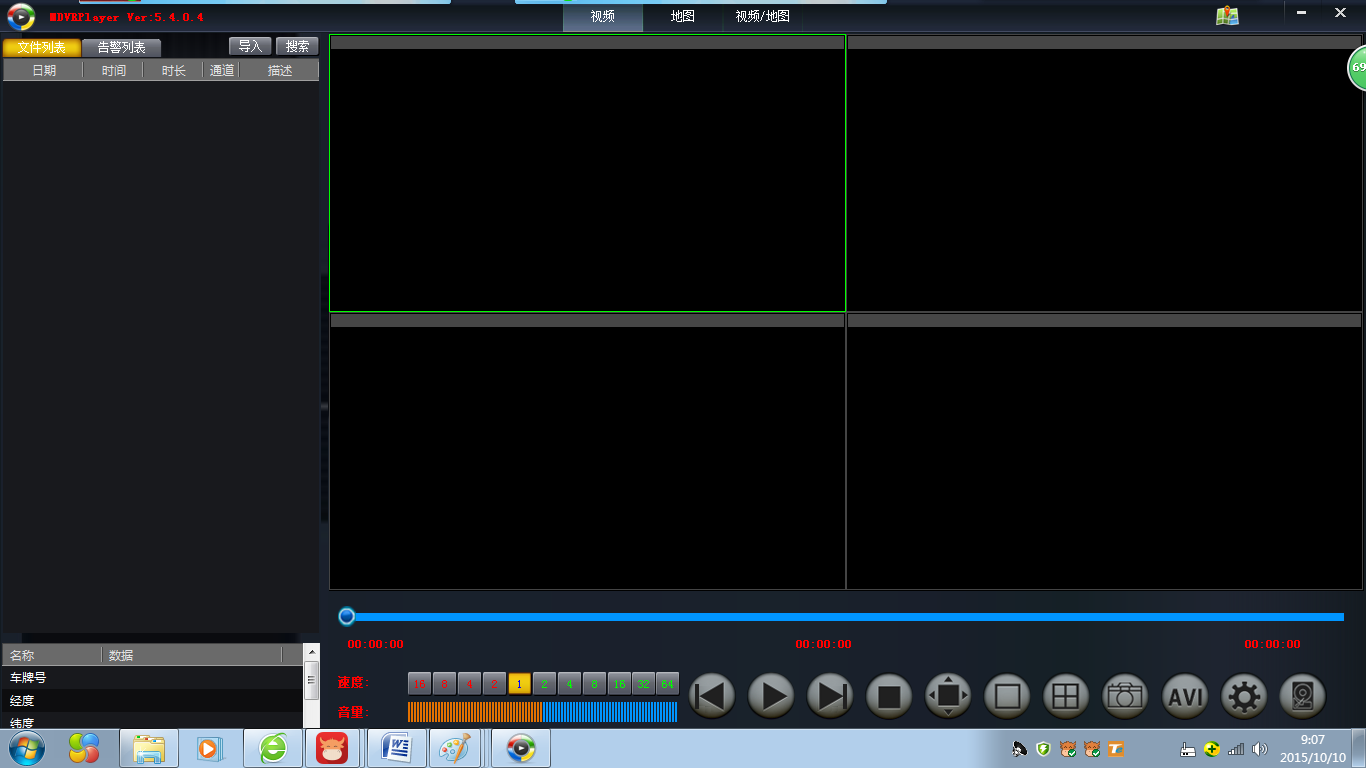 MDVRPlayer Ver:5.4.0.4
视频
地图
视频/地图
文件列表
告警列表
导入
搜索
日期
时间
时长
通道
描述
69
名称
数据
车牌号
经度
纬度
00:00:00
00:00:00
00:00:00
速度:
16
8
4
2
1
2
4
8
16
32
64
音量:
AVI
9:07
2015/10/10